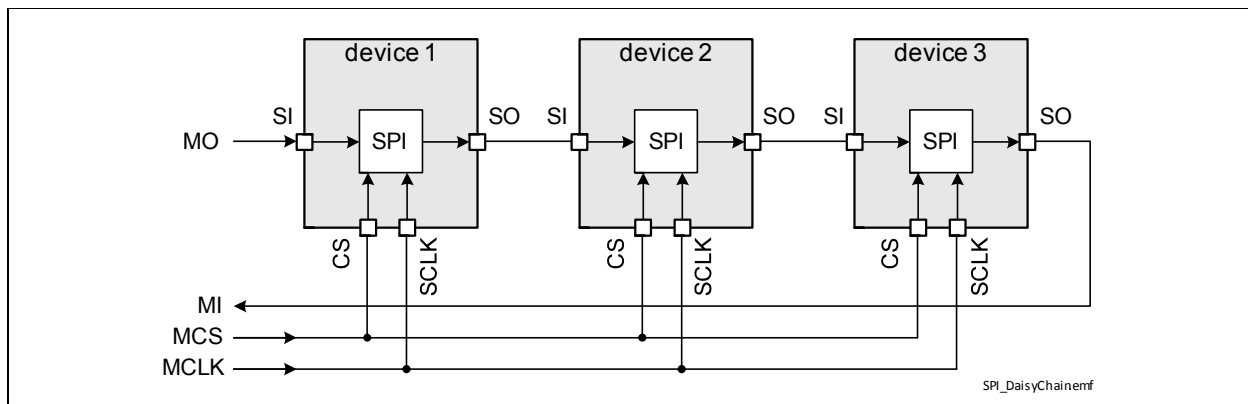 device 1 device 2 device 3
SI SO SI SO SI SO
MO SPI SPI SPI
CS SCLK CS SCLK CS SCLK
MI
MCS
MCLK
SPI_DaisyChainemf